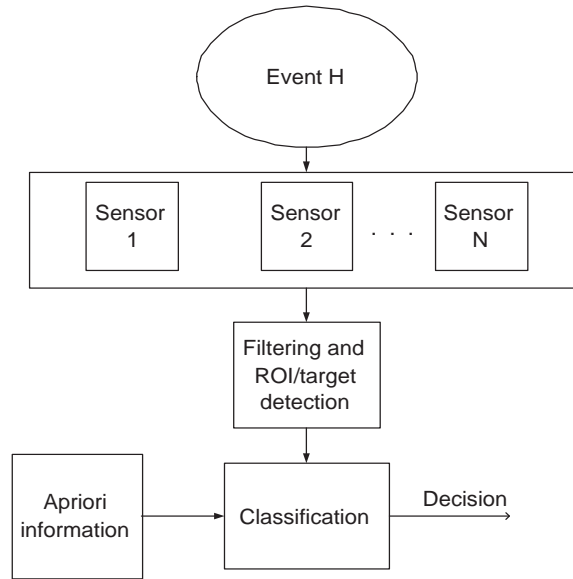 Event H
Sensor
1
Sensor
2
. . .
Sensor
N
Filtering and
ROI/target
detection
Apriori
information
Classification
Decision